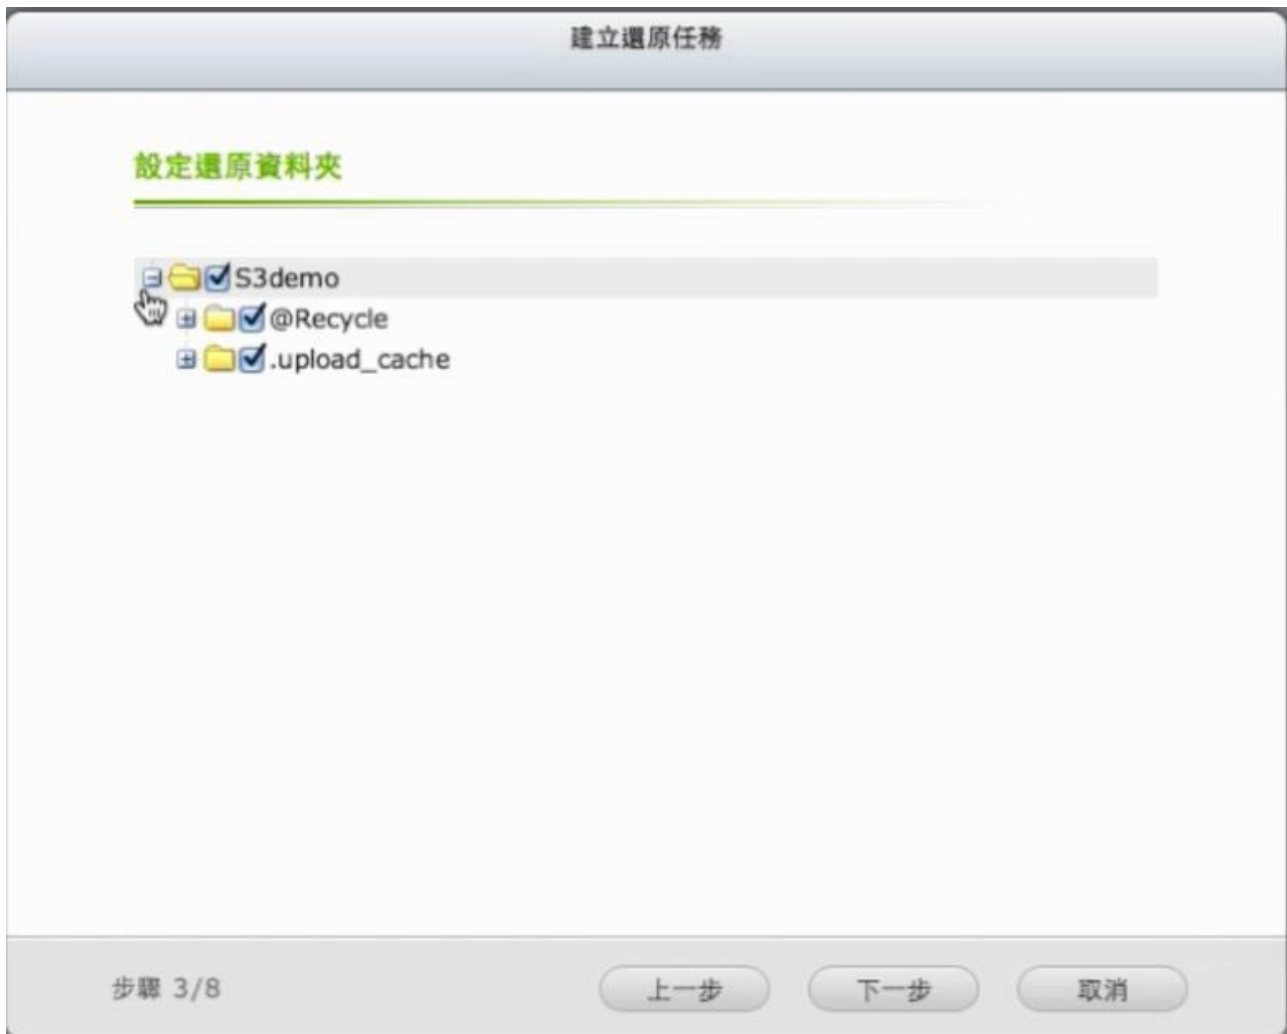 建立還原任務
設定還原資料夾
S3demo
@Recycle
.upload_cache
步驟 3/8
上一步
下一步
取消